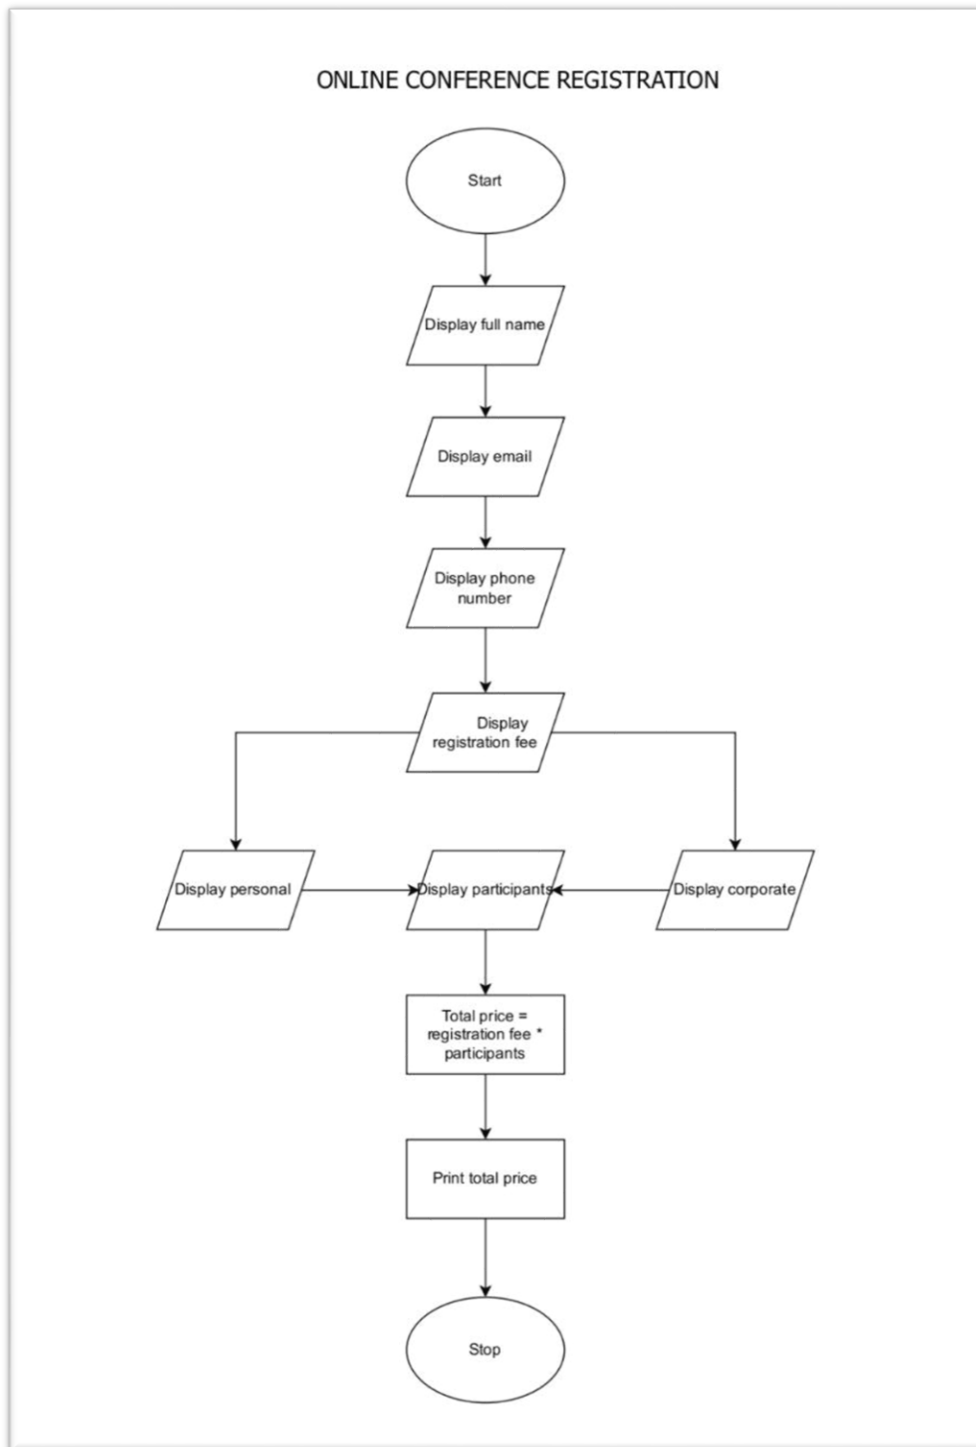 ONLINE CONFERENCE REGISTRATION
Start
Display full name
Display email
Display phone
number
Display
registration fee
Display personal
Display participants
Display corporate
Total price =
registration fee *
participants
Print total price
Stop